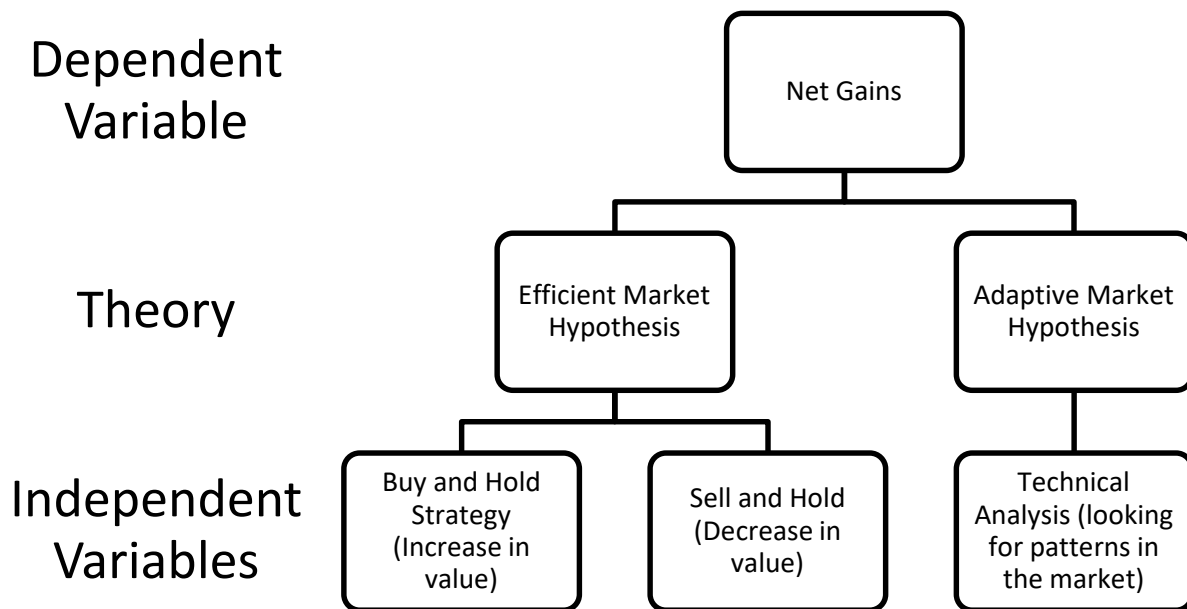 Dependent
Variable
Net Gains
Theory
Efficient Market
Hypothesis
Adaptive Market
Hypothesis
Independent
Variables
Buy and Hold
Strategy
(Increase in
value)
Sell and Hold
(Decrease in
value)
Technical
Analysis (looking
for patterns in
the market)